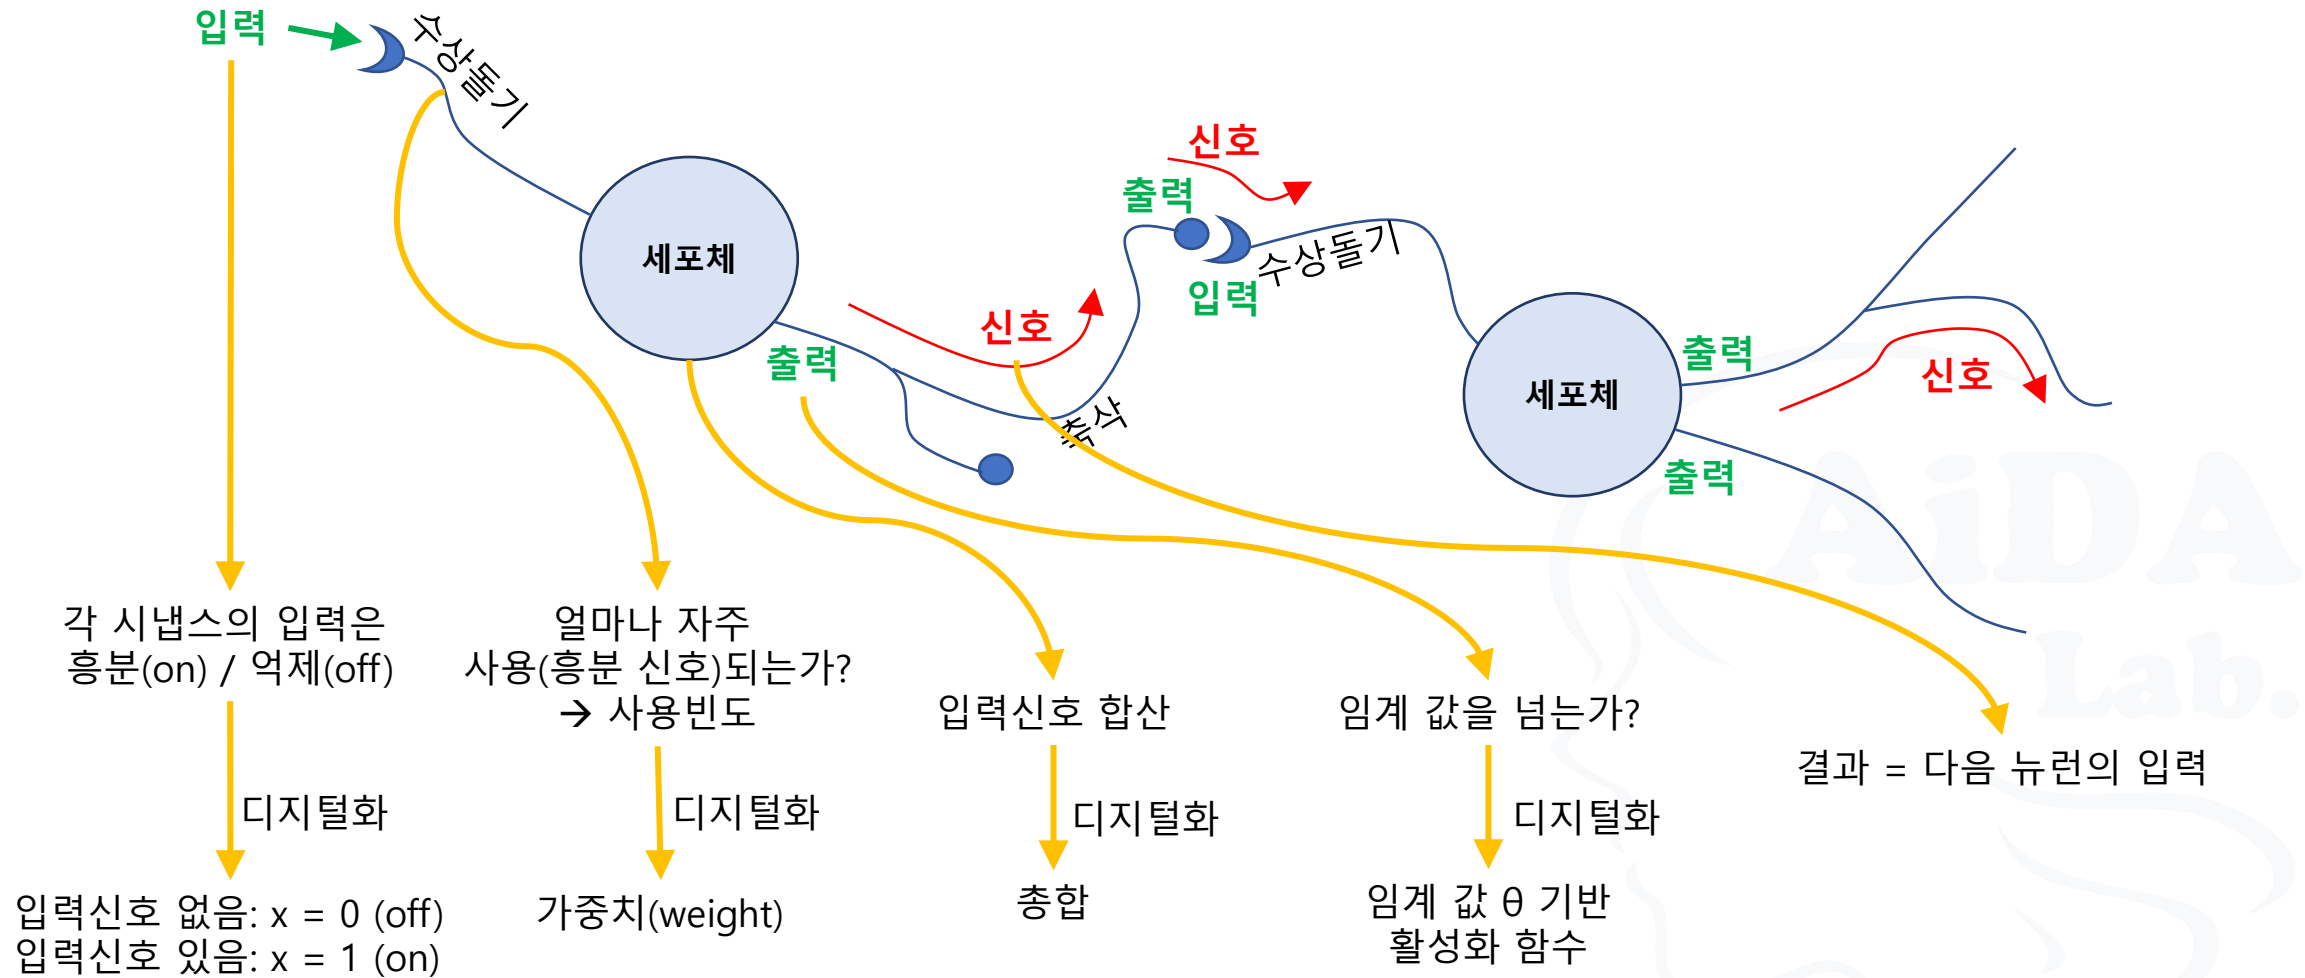 입력
수상돌기
신호
출력
세포체
수상돌기
입력
신호
출력
축삭
세포체
출력
신호
출력
각 시냅스의 입력은
흥분(on) / 억제(off)
얼마나 자주
사용(흥분 신호)되는가?
→ 사용빈도
입력신호 합산
임계 값을 넘는가?
결과 = 다음 뉴런의 입력
디지털화
디지털화
디지털화
디지털화
입력신호 없음: x = 0 (off)
입력신호 있음: x = 1 (on)
가중치(weight)
총합
임계 값 θ 기반
활성화 함수
AiDA
Lab.